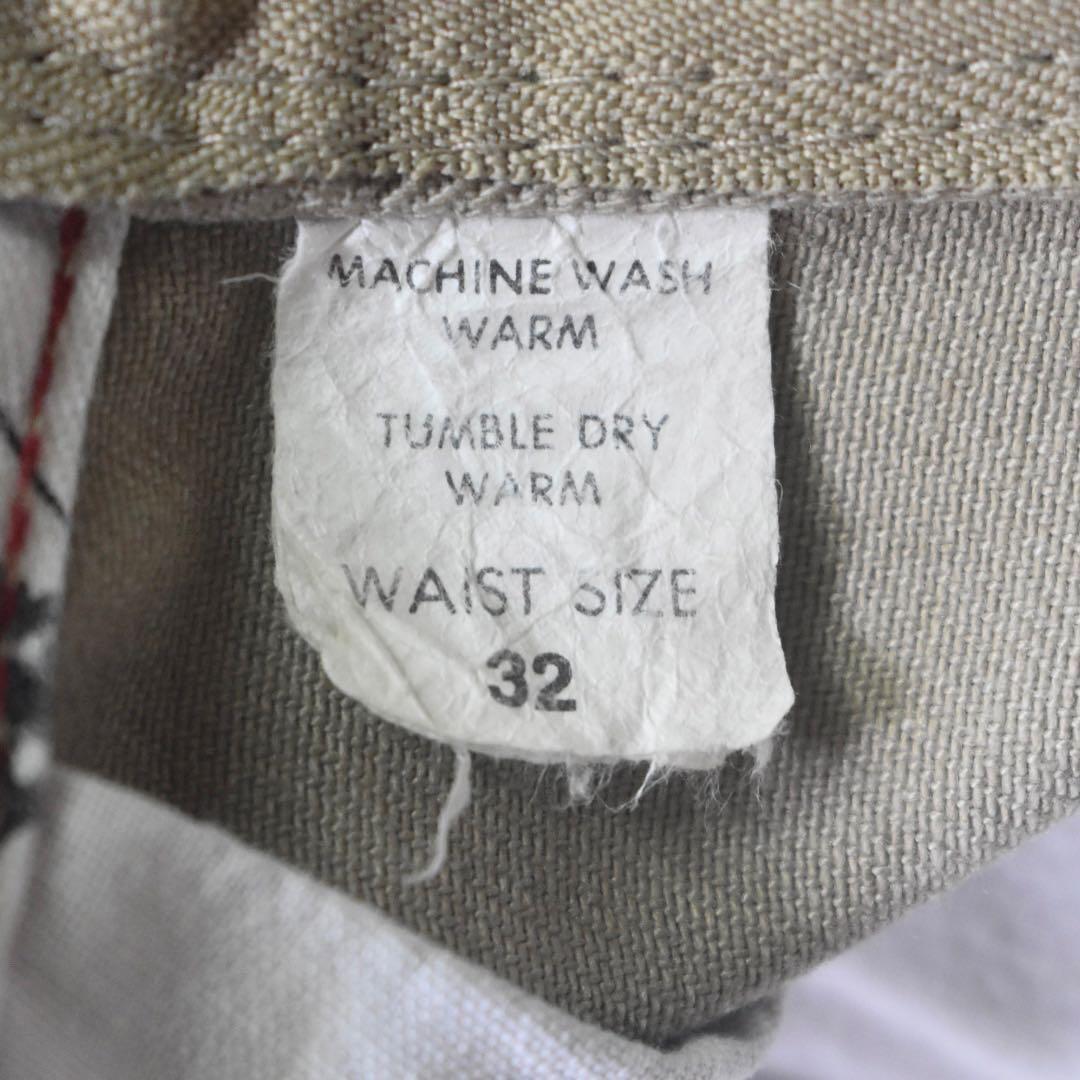 MACHINE WASH
WARM
TUMBLE DRY
WARM
WAIST SIZE
32